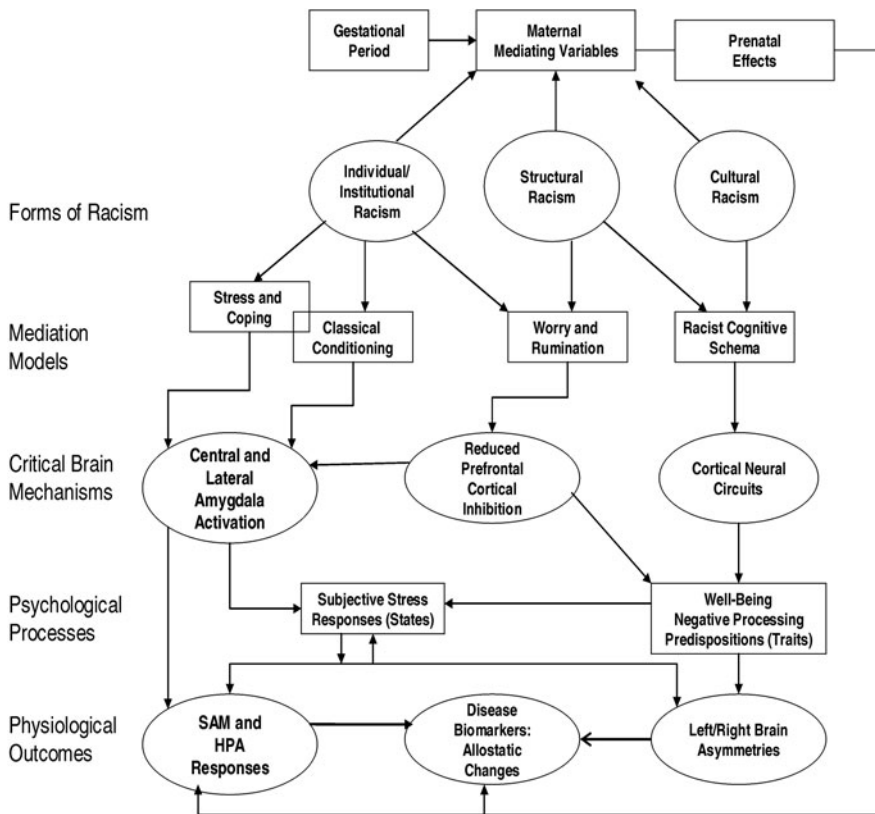 Gestational
Period
Maternal
Mediating Variables
Prenatal
Effects
Forms of Racism
Individual/
Institutional
Racism
Structural
Racism
Cultural
Racism
Mediation
Models
Stress and
Coping
Classical
Conditioning
Worry and
Rumination
Racist Cognitive
Schema
Critical Brain
Mechanisms
Central and
Lateral
Amygdala
Activation
Reduced
Prefrontal
Cortical
Inhibition
Cortical Neural
Circuits
Psychological
Processes
Subjective Stress
Responses (States)
Well-Being
Negative Processing
Predispositions (Traits)
Physiological
Outcomes
SAM and
HPA
Responses
Disease
Biomarkers:
Allostatic
Changes
Left/Right Brain
Asymmetries